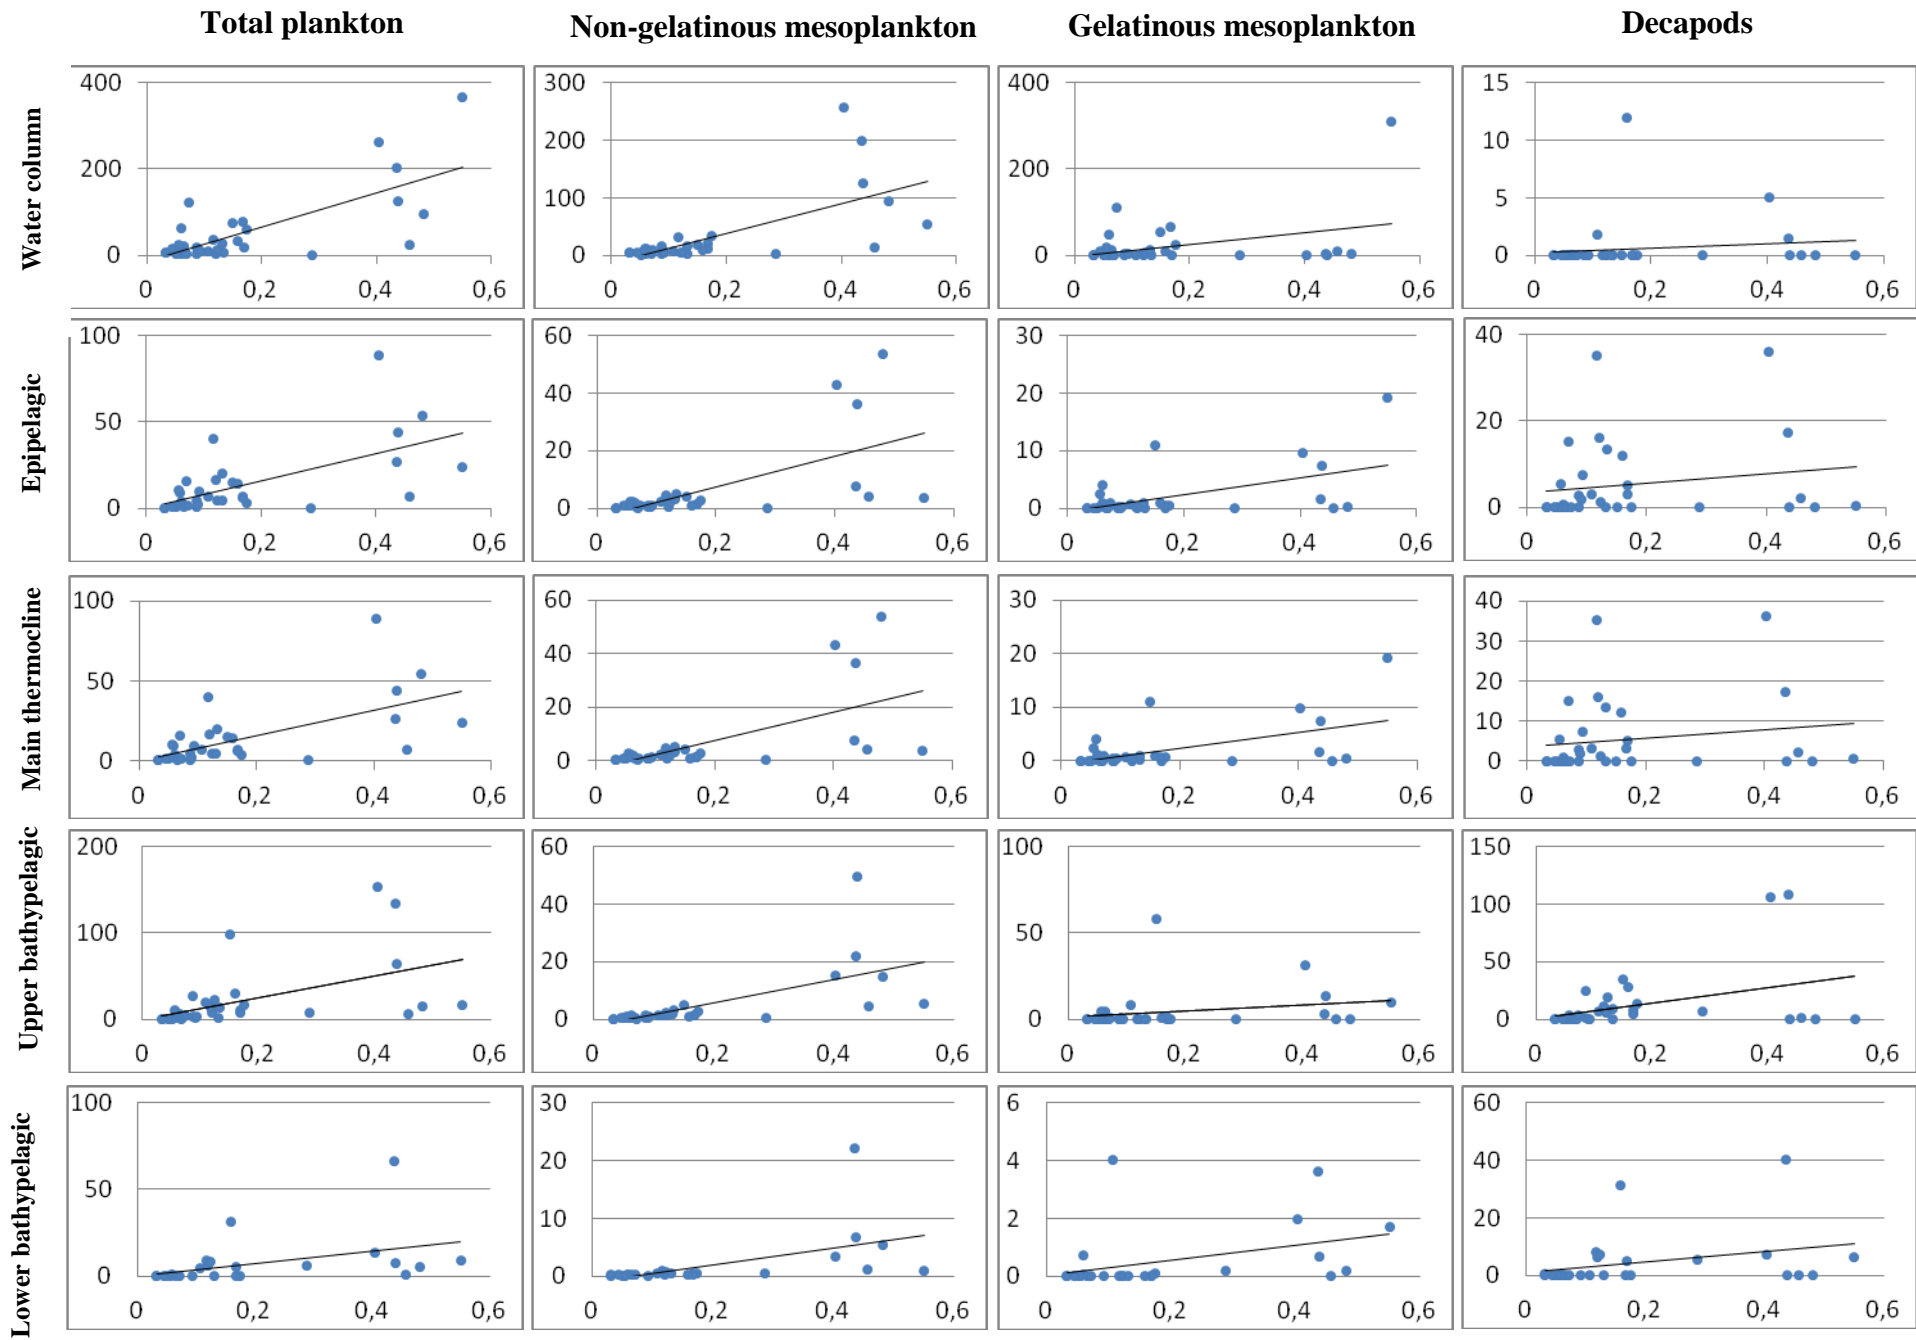 Total plankton
Non-gelatinous mesoplankton
Gelatinous mesoplankton
Decapods
Water column
400
200
0
0 0,2 0,4 0,6
300
200
100
0
0 0,2 0,4 0,6
400
200
0
0 0,2 0,4 0,6
15
10
5
0
0 0,2 0,4 0,6
Epipelagic
100
50
0
0 0,2 0,4 0,6
60
40
20
0
0 0,2 0,4 0,6
30
20
10
0
0 0,2 0,4 0,6
40
20
0
0 0,2 0,4 0,6
Main thermocline
100
50
0
0 0,2 0,4 0,6
60
40
20
0
0 0,2 0,4 0,6
30
20
10
0
0 0,2 0,4 0,6
40
30
20
10
0
0 0,2 0,4 0,6
Upper bathypelagic
200
100
0
0 0,2 0,4 0,6
60
40
20
0
0 0,2 0,4 0,6
100
50
0
0 0,2 0,4 0,6
150
100
50
0
0 0,2 0,4 0,6
Lower bathypelagic
100
50
0
0 0,2 0,4 0,6
30
20
10
0
0 0,2 0,4 0,6
6
4
2
0
0 0,2 0,4 0,6
60
40
20
0
0 0,2 0,4 0,6